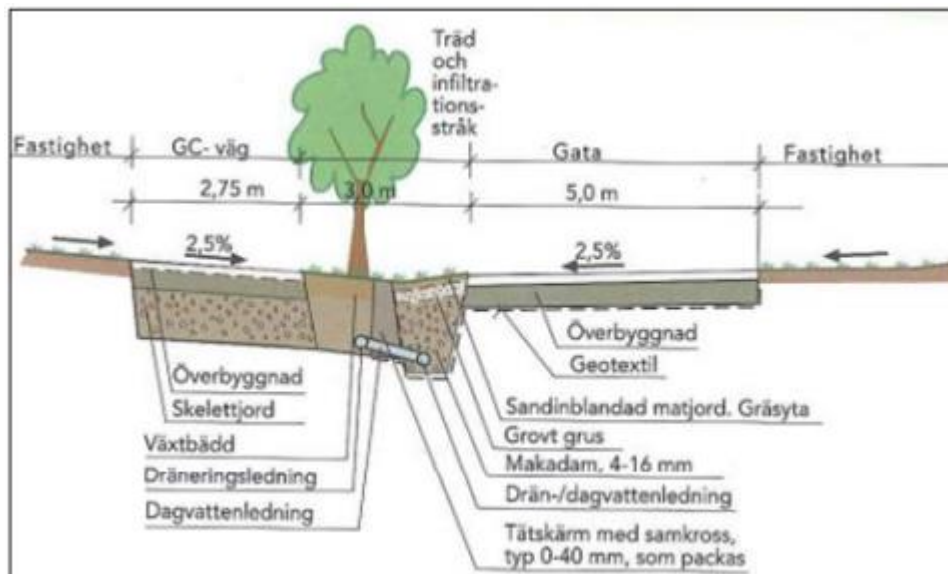 Träd
och
infiltra-
tions-
stråk
Fastighet
GC- väg
Gata
Fastighet
2,75 m
3,0 m
5,0 m
2,5%
2,5%
Överbyggnad
Geotextil
Överbyggnad
Skelettjord
Växtbädd
Dräneringsledning
Dagvattenledning
Sandinblandad matjord. Gräsyta
Grovt grus
Makadam, 4-16 mm
Drän-/dagvattenledning
Tätskärm med samkross,
typ 0-40 mm, som packas